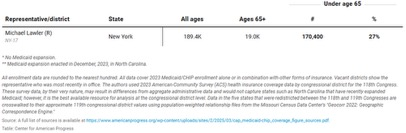 Under age 65
Representative/district State All ages Ages 65+ # %
Michael Lawler (R) New York 189.4K 19.0K 170,400 27%
NY-17
* No Medicaid expansion.
** Medicaid expansion enacted in December, 2023, in North Carolina.
All enrollment data are rounded to the nearest hundred. All data cover 2023 Medicaid/CHIP enrollment alone or in combination with other forms of insurance. Vacant districts show the
representative who was most recently in office. The authors used 2023 American Community Survey (ACS) health insurance coverage data by congressional district for the 118th Congress.
These survey data, by their very nature, may result in differences from aggregate administrative data and would not capture states such as North Carolina that have recently expanded
Medicaid; however, it is the best available resource for analysis at the congressional district level. Data in the five states that were redistricted between the 118th and 119th Congresses are
crosswalked to their approximate 119th congressional district values using population-weighted relationship files from the Missouri Census Data Center's "Geocorr 2022: Geographic
Correspondence Engine."
Source: A full list of sources is available at https://www.americanprogress.org/wp-content/uploads/sites/2/2025/03/cap_medicaid-chip_coverage_figure_sources.pdf.
Table: Center for American Progress